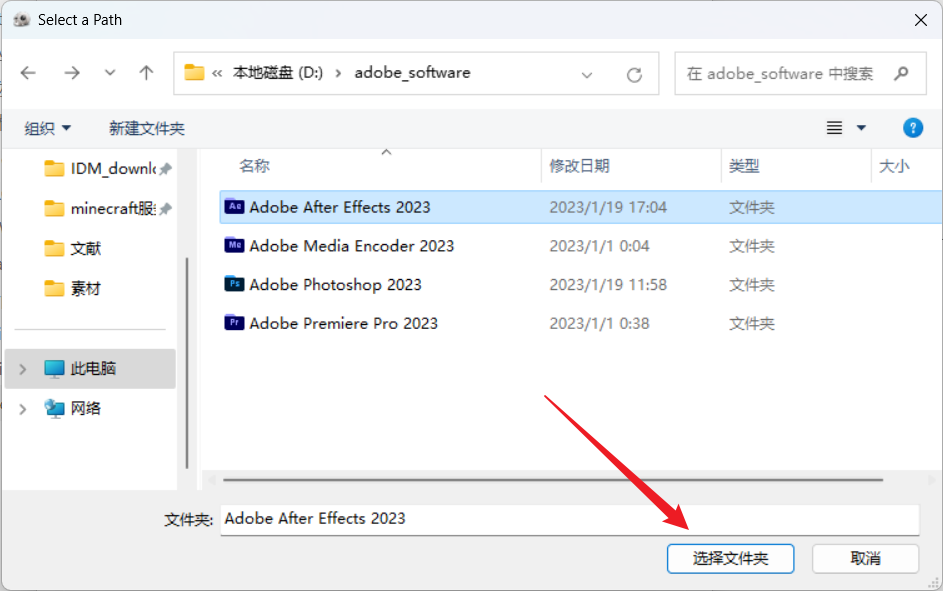 Select a Path
« 本地磁盘 (D:) › adobe_software
在 adobe_software 中搜索
组织 新建文件夹
名称 修改日期 类型 大小
IDM_downlo
minecraft服务
文献
素材
此电脑
网络
Ae Adobe After Effects 2023 2023/1/19 17:04 文件夹
Me Adobe Media Encoder 2023 2023/1/1 0:04 文件夹
Ps Adobe Photoshop 2023 2023/1/19 11:58 文件夹
Pr Adobe Premiere Pro 2023 2023/1/1 0:38 文件夹
文件夹: Adobe After Effects 2023
选择文件夹 取消